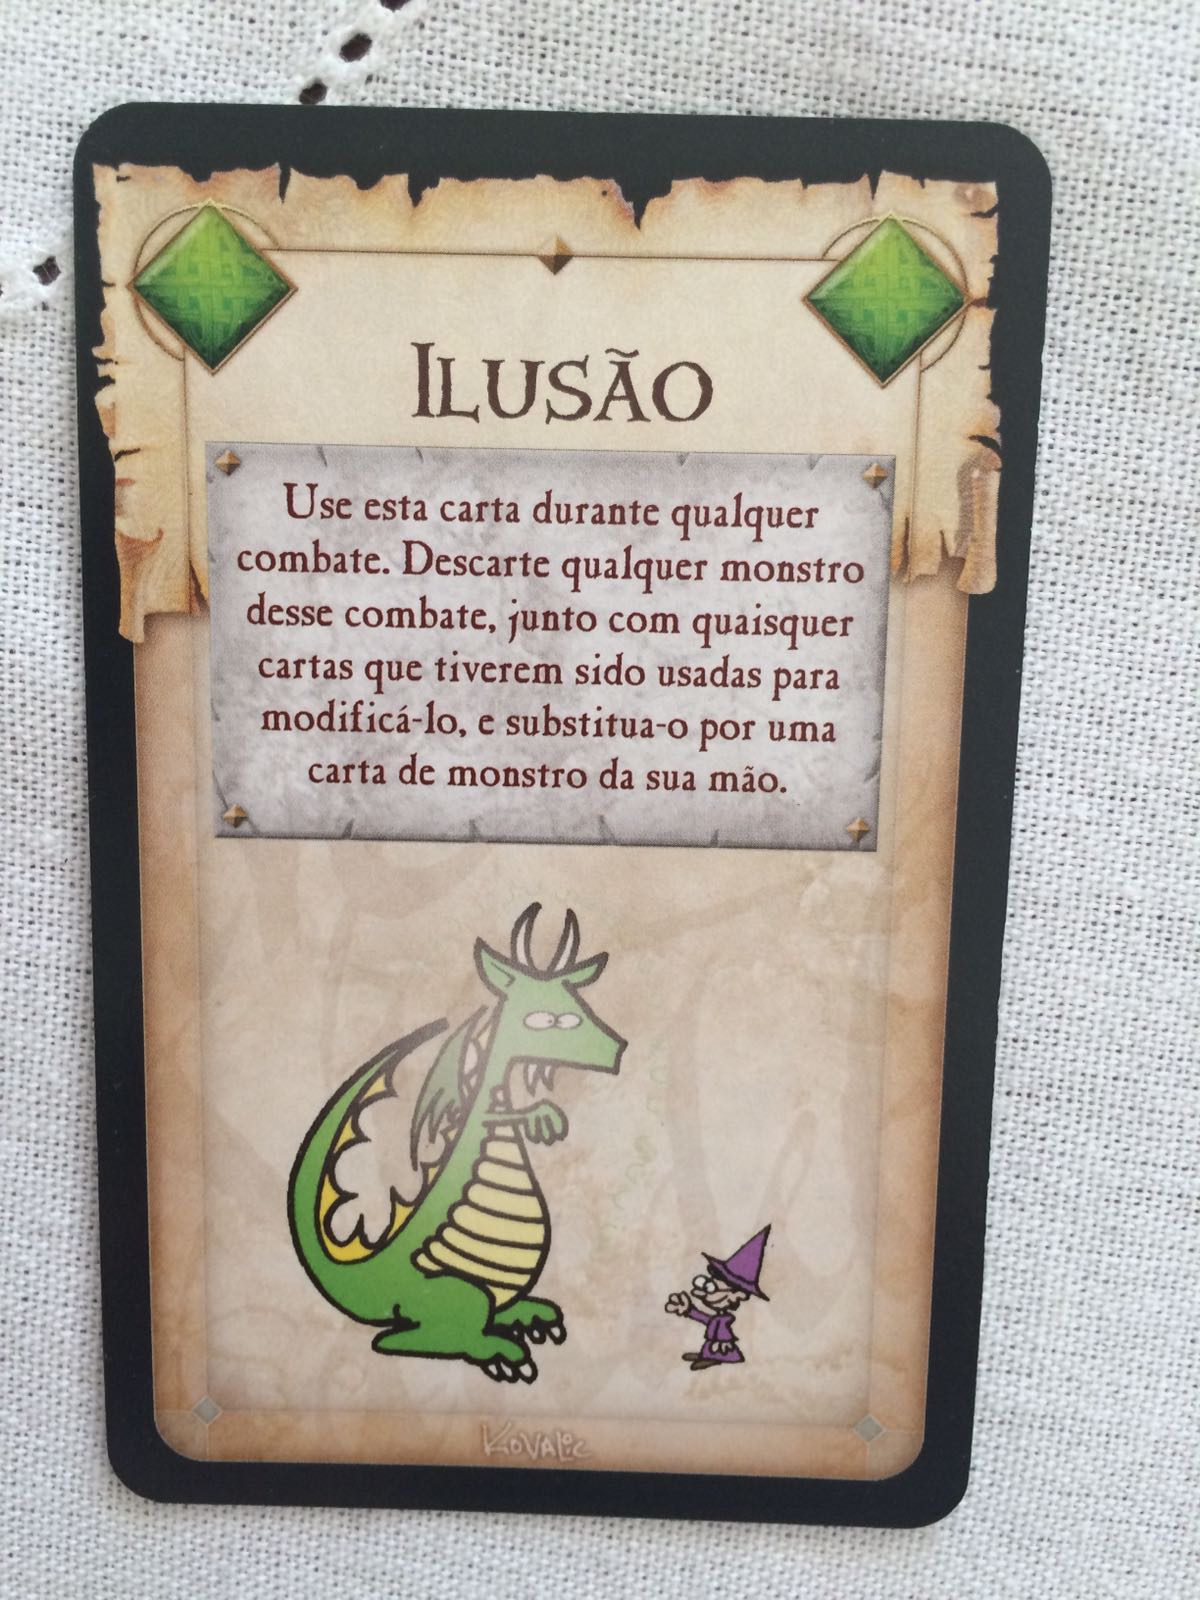 Ilusão
Use esta carta durante qualquer
combate. Descarte qualquer monstro
desse combate, junto com quaisquer
cartas que tiverem sido usadas para
modificá-lo, e substitua-o por uma
carta de monstro da sua mão.
Kovalic